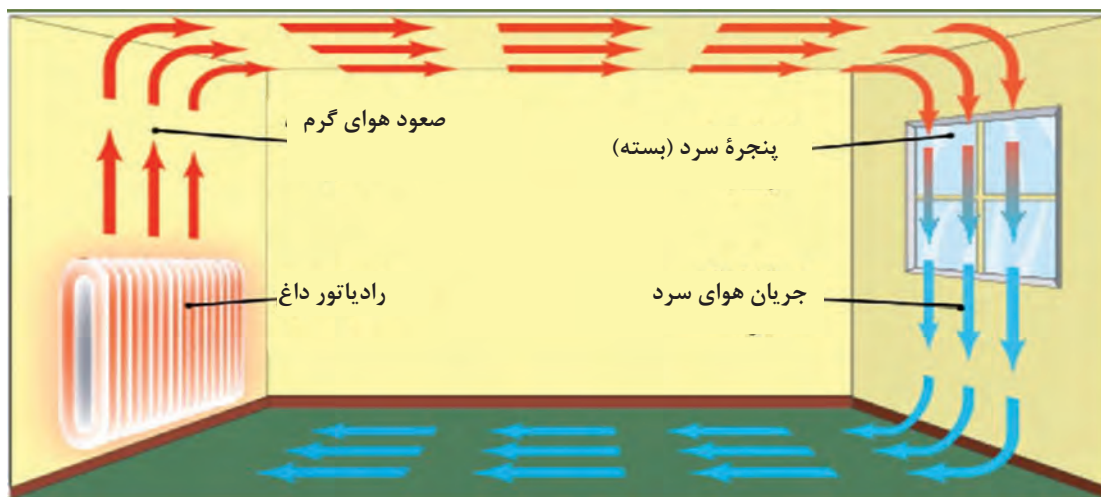 صعود هوای گرم
پنجرهٔ سرد (بسته)
رادیاتور داغ
جریان هوای سرد